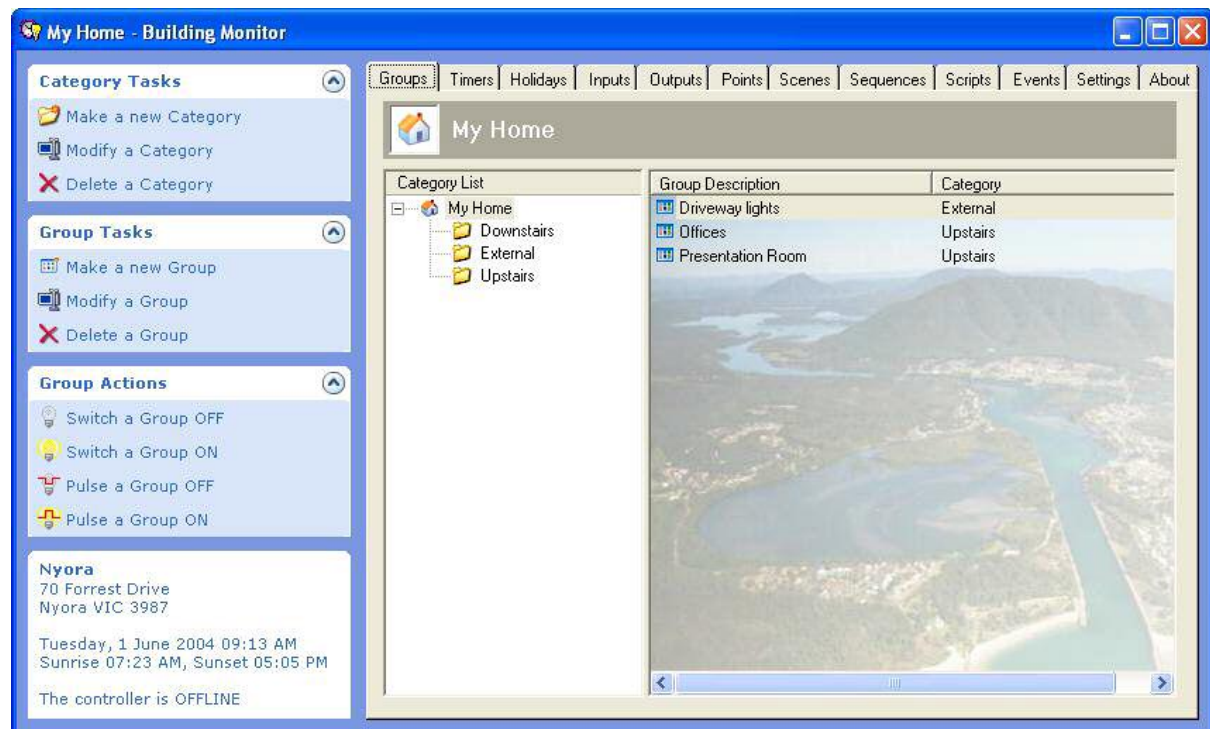 My Home - Building Monitor
Category Tasks
Make a new Category
Modify a Category
Delete a Category
Group Tasks
Make a new Group
Modify a Group
Delete a Group
Group Actions
Switch a Group OFF
Switch a Group ON
Pulse a Group OFF
Pulse a Group ON
Nyora
70 Forrest Drive
Nyora VIC 3987
Tuesday, 1 June 2004 09:13 AM
Sunrise 07:23 AM, Sunset 05:05 PM
The controller is OFFLINE
Groups Timers Holidays Inputs Outputs Points Scenes Sequences Scripts Events Settings About
My Home
Category List
My Home
Downstairs
External
Upstairs
Group Description Category
Driveway lights External
Offices Upstairs
Presentation Room Upstairs